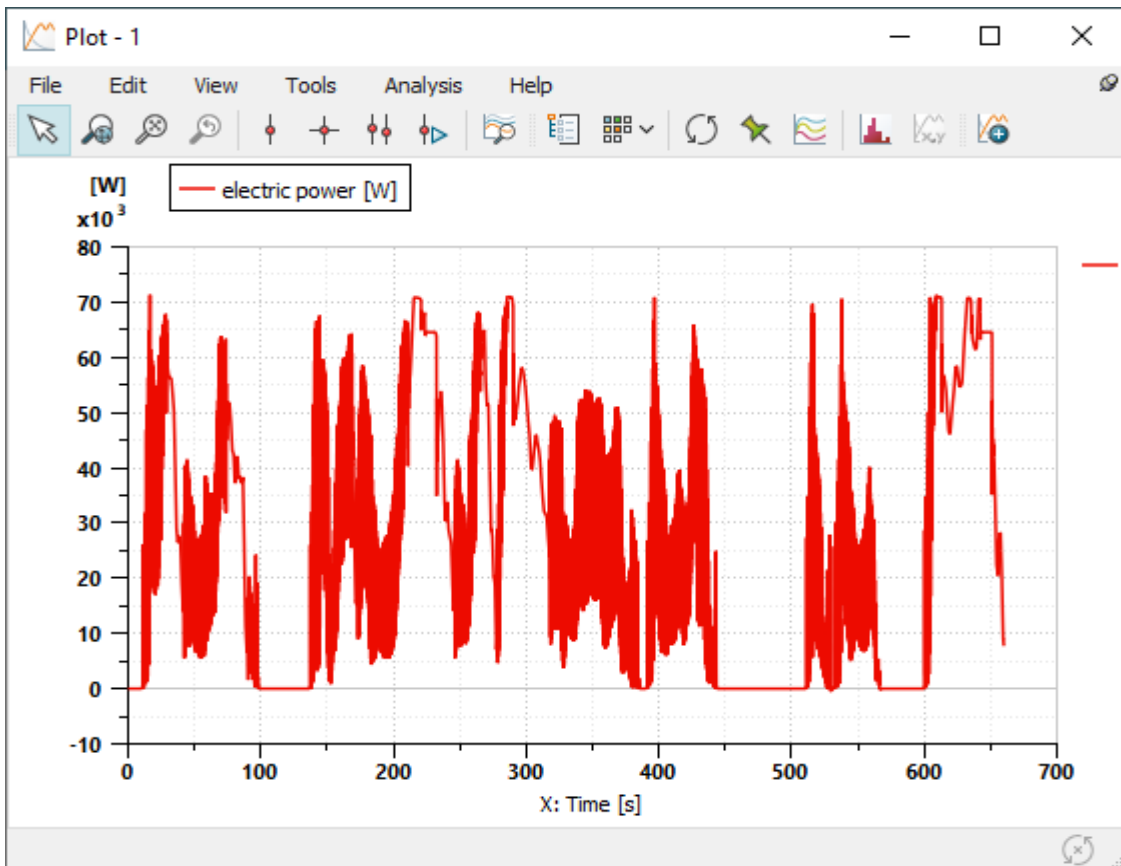 Plot - 1
File Edit View Tools Analysis Help
[W]
x10 3
electric power [W]
80
70
60
50
40
30
20
10
0
-10
0 100 200 300 400 500 600 700
X: Time [s]